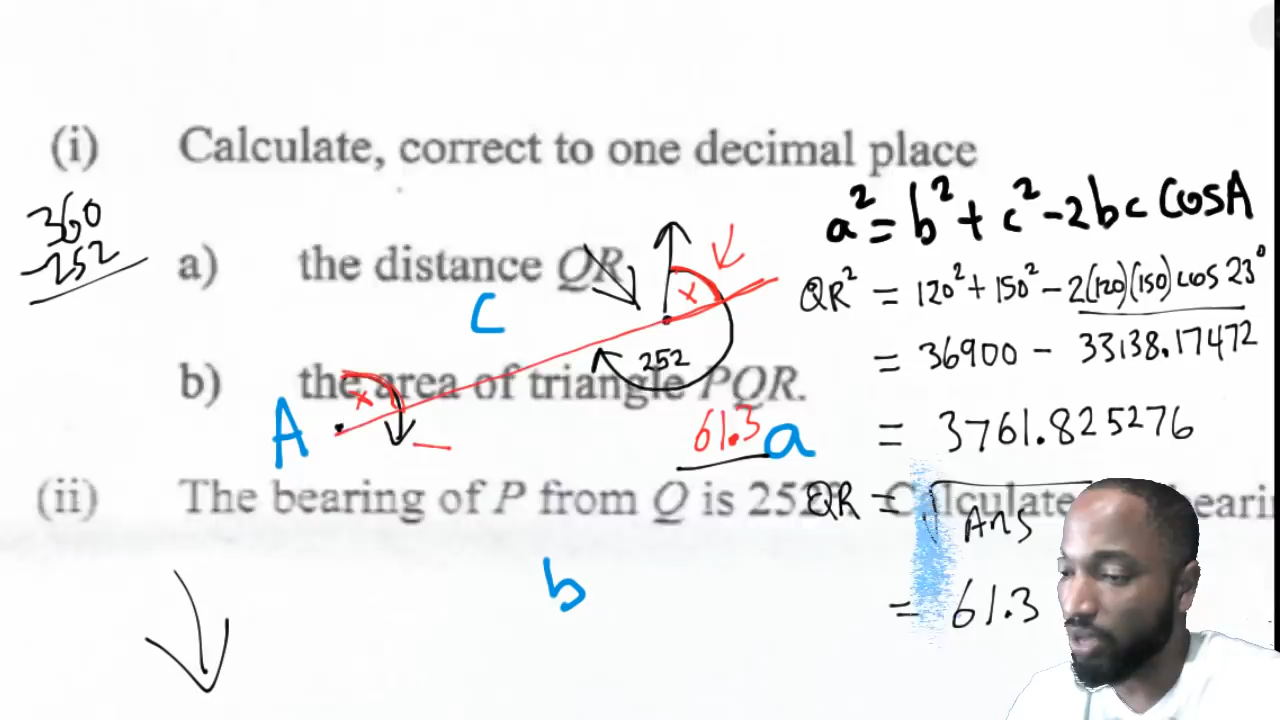 (i) Calculate, correct to one decimal place
360
-252
a) the distance QR,
b) the area of triangle PQR.
(ii) The bearing of P from Q is 25
C
x
252
x
A
61.3 a
b
a² = b² + c² - 2bc cosA
QR² = 120² + 150² - 2(120)(150) cos 23°
= 36900 - 33138.17472
= 3761.825276
QR = √Ans
= 61.3